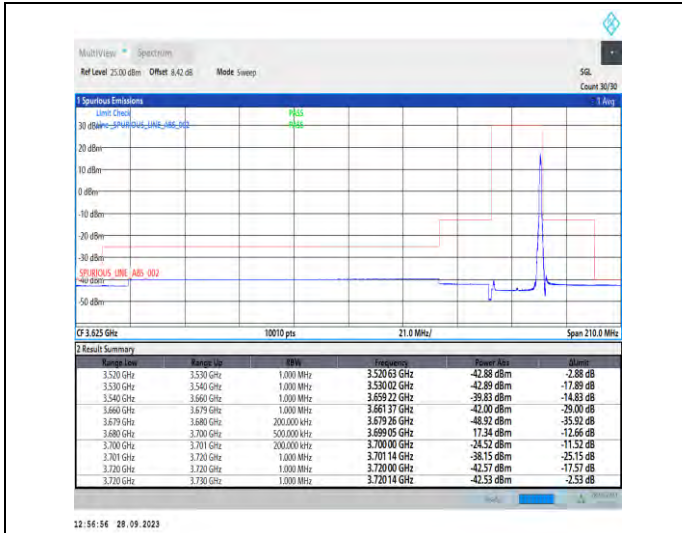 MultiView Spectrum
Ref Level 25.00 dBm Offset 8.42 dB Mode Sweep SGL
Count 30/30
1 Spurious Emissions 1 Avg
Limit Check PASS
30 dBm Line _SPURIOUS_LINE_ABS_002 PASS
20 dBm
10 dBm
0 dBm
-10 dBm
-20 dBm
-30 dBm
SPURIOUS_LINE_ABS_002
-40 dBm
-50 dBm
CF 3.625 GHz 10010 pts 21.0 MHz/ Span 210.0 MHz
2 Result Summary
Range Low Range Up RBW Frequency Power Abs ΔLimit
3.520 GHz 3.530 GHz 1.000 MHz 3.520 63 GHz -42.88 dBm -2.88 dB
3.530 GHz 3.540 GHz 1.000 MHz 3.530 02 GHz -42.89 dBm -17.89 dB
3.540 GHz 3.660 GHz 1.000 MHz 3.659 22 GHz -39.83 dBm -14.83 dB
3.660 GHz 3.679 GHz 1.000 MHz 3.661 37 GHz -42.00 dBm -29.00 dB
3.679 GHz 3.680 GHz 200.000 kHz 3.679 26 GHz -48.92 dBm -35.92 dB
3.680 GHz 3.700 GHz 500.000 kHz 3.699 05 GHz 17.34 dBm -12.66 dB
3.700 GHz 3.701 GHz 200.000 kHz 3.700 00 GHz -24.52 dBm -11.52 dB
3.701 GHz 3.720 GHz 1.000 MHz 3.701 14 GHz -38.15 dBm -25.15 dB
3.720 GHz 3.720 GHz 1.000 MHz 3.720 00 GHz -42.57 dBm -17.57 dB
3.720 GHz 3.730 GHz 1.000 MHz 3.720 14 GHz -42.53 dBm -2.53 dB
12:56:56 28.09.2023